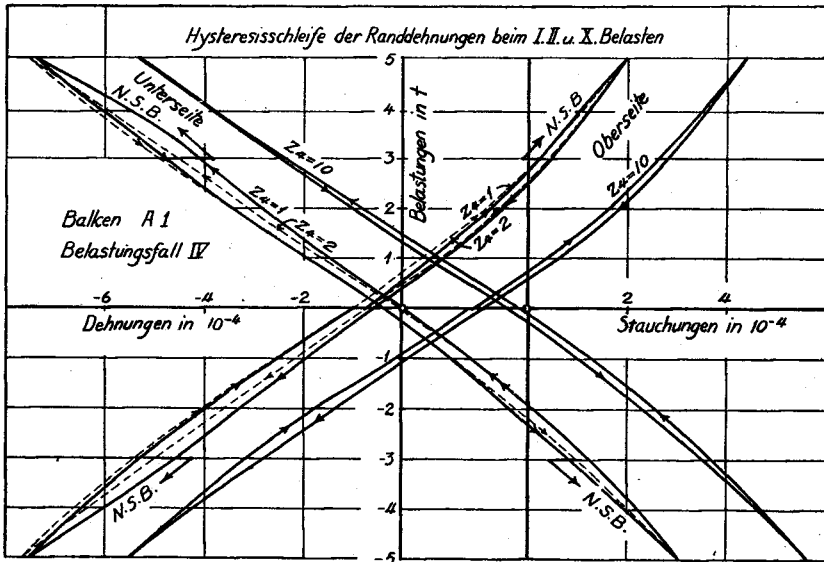 Hysteresisschleife der Randdehnungen beim I. II. u. X. Belasten
5
4
3
2
1
-1
-2
-3
-4
-5
Belastungen in t
Unterseite
N.S.B.
Z4=10
Z4=1
Z4=2
N.S.B.
Oberseite
Z4=1
Z4=2
Z4=10
Balken A 1
Belastungsfall IV
-6
-4
-2
2
4
Dehnungen in 10⁻⁴
Stauchungen in 10⁻⁴
N.S.B.
N.S.B.